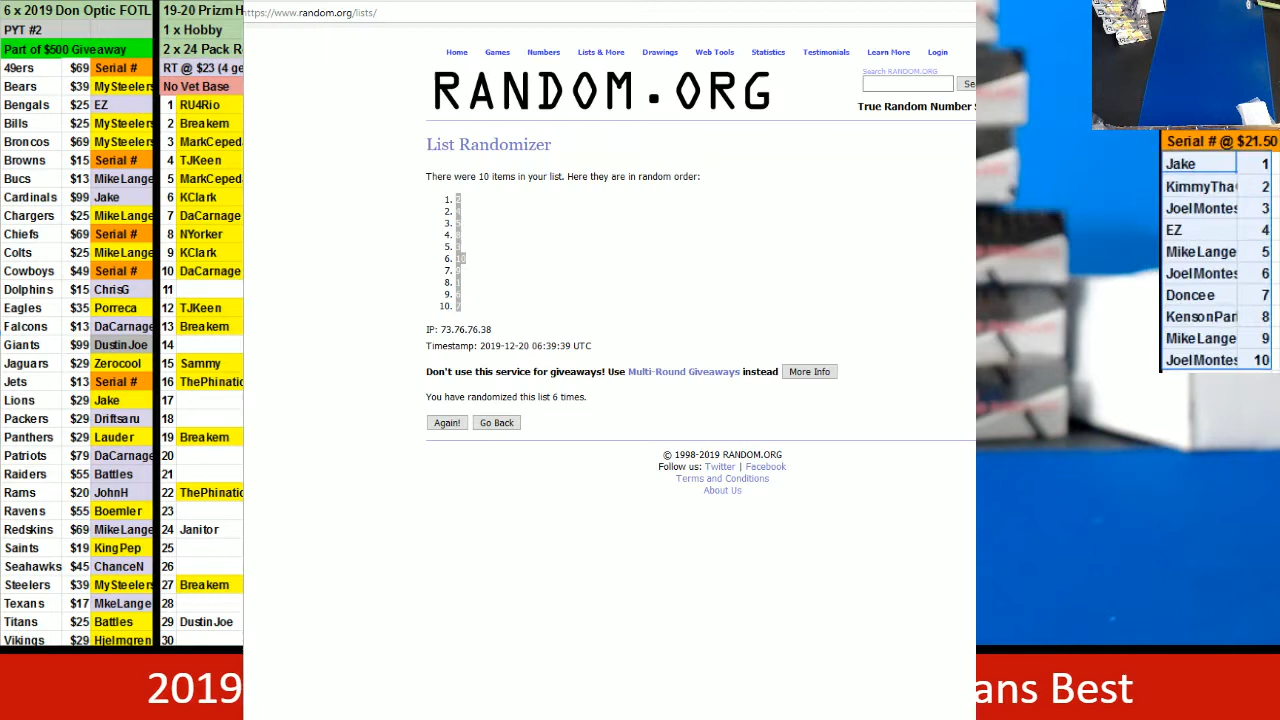 6 x 2019 Don Optic FOTL
PYT #2
Part of $500 Giveaway
49ers $69 Serial #
Bears $39 MySteelers
Bengals $25 EZ
Bills $25 MySteelers
Broncos $69 MySteelers
Browns $15 Serial #
Bucs $13 MikeLange
Cardinals $99 Jake
Chargers $25 MikeLange
Chiefs $69 Serial #
Colts $25 MikeLange
Cowboys $49 Serial #
Dolphins $15 ChrisG
Eagles $35 Porreca
Falcons $13 DaCarnage
Giants $99 DustinJoe
Jaguars $29 Zerocool
Jets $13 Serial #
Lions $29 Jake
Packers $29 Driftsaru
Panthers $29 Lauder
Patriots $79 DaCarnage
Raiders $55 Battles
Rams $20 JohnH
Ravens $55 Boemler
Redskins $69 MikeLange
Saints $19 KingPep
Seahawks $45 ChanceN
Steelers $39 MySteelers
Texans $17 MkeLange
Titans $25 Battles
Vikings $29 Hjelmgren
19-20 Prizm H
1 x Hobby
2 x 24 Pack R
RT @ $23 (4 ge
No Vet Base
1 RU4Rio
2 Breakem
3 MarkCeped
4 TJKeen
5 MarkCeped
6 KClark
7 DaCarnage
8 NYorker
9 KClark
10 DaCarnage
11
12 TJKeen
13 Breakem
14
15 Sammy
16 ThePhinatic
17
18
19 Breakem
20
21
22 ThePhinatic
23
24 Janitor
25
26
27 Breakem
28
29 DustinJoe
30
https://www.random.org/lists/
Home Games Numbers Lists & More Drawings Web Tools Statistics Testimonials Learn More Login
RANDOM.ORG
Search RANDOM.ORG
Se
True Random Number S
List Randomizer
There were 10 items in your list. Here they are in random order:
1.
2.
3.
4.
5.
6. 10
7.
8.
9.
10.
IP: 73.76.76.38
Timestamp: 2019-12-20 06:39:39 UTC
Don't use this service for giveaways! Use Multi-Round Giveaways instead More Info
You have randomized this list 6 times.
Again! Go Back
© 1998-2019 RANDOM.ORG
Follow us: Twitter | Facebook
Terms and Conditions
About Us
Serial # @ $21.50
Jake 1
KimmyTha 2
JoelMontes 3
EZ 4
MikeLange 5
JoelMontes 6
Doncee 7
KensonPar 8
MikeLange 9
JoelMontes 10
2019
ans Best